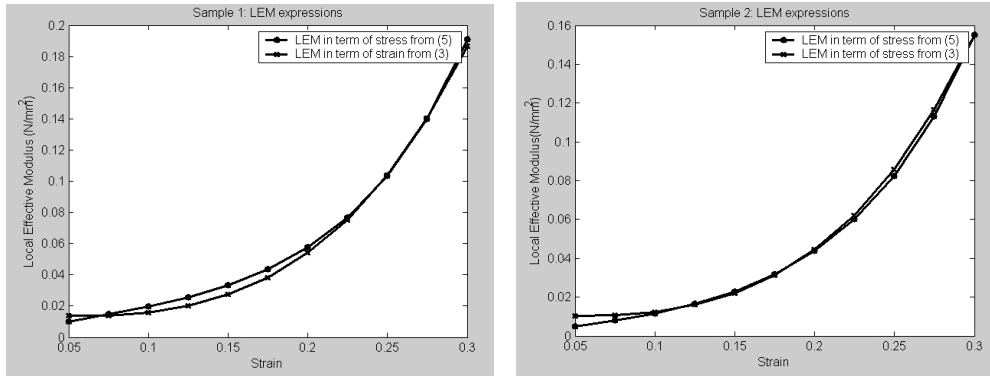 Sample 1: LEM expressions
LEM in term of stress from (5)
LEM in term of strain from (3)
Local Effective Modulus (N/mm²)
0.2
0.18
0.16
0.14
0.12
0.1
0.08
0.06
0.04
0.02
0
0.05 0.1 0.15 0.2 0.25 0.3
Strain
Sample 2: LEM expressions
LEM in term of stress from (5)
LEM in term of stress from (3)
Local Effective Modulus(N/mm²)
0.16
0.14
0.12
0.1
0.08
0.06
0.04
0.02
0
0.05 0.1 0.15 0.2 0.25 0.3
Strain